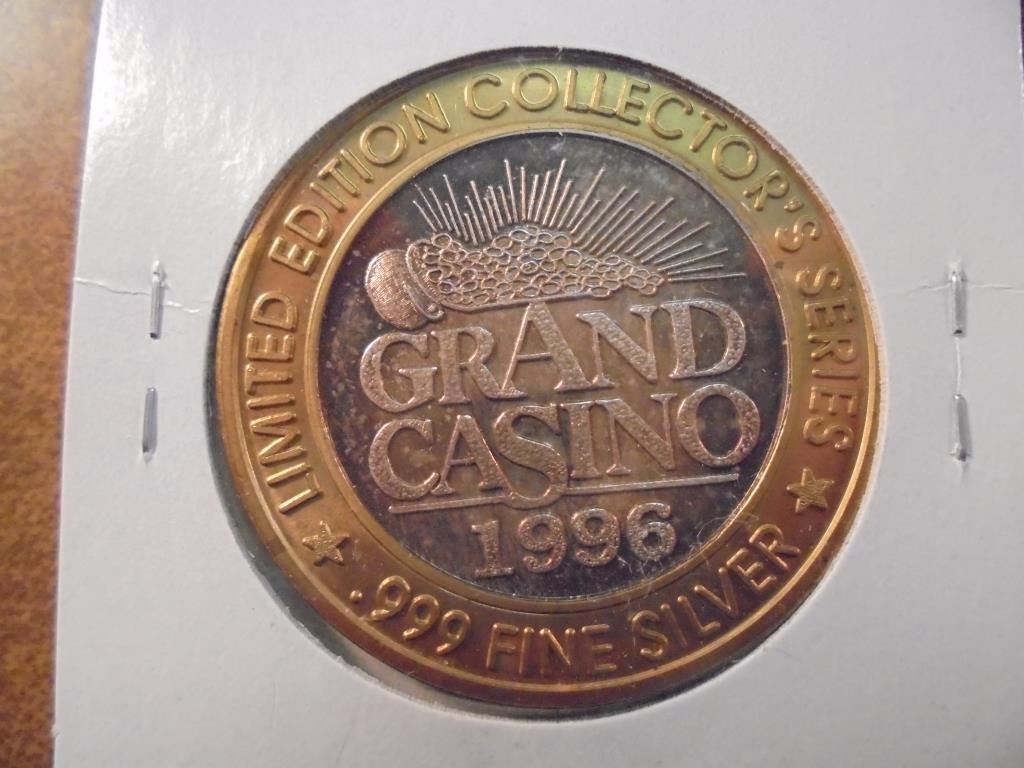 LIMITED EDITION COLLECTOR'S SERIES
GRAND
CASINO
1996
.999 FINE SILVER